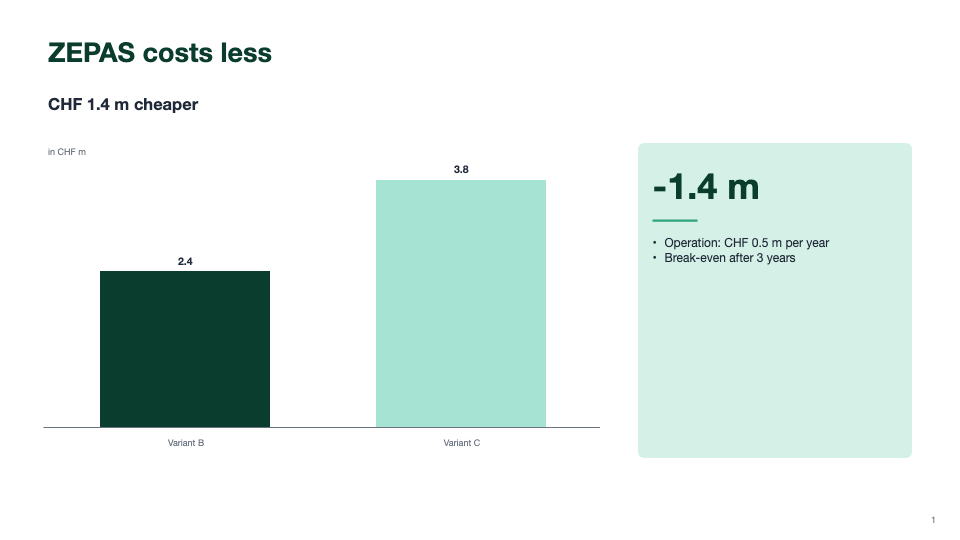 ZEPAS costs less
CHF 1.4 m cheaper
in CHF m
3.8
2.4
Variant B
Variant C
-1.4 m
• Operation: CHF 0.5 m per year
• Break-even after 3 years
1